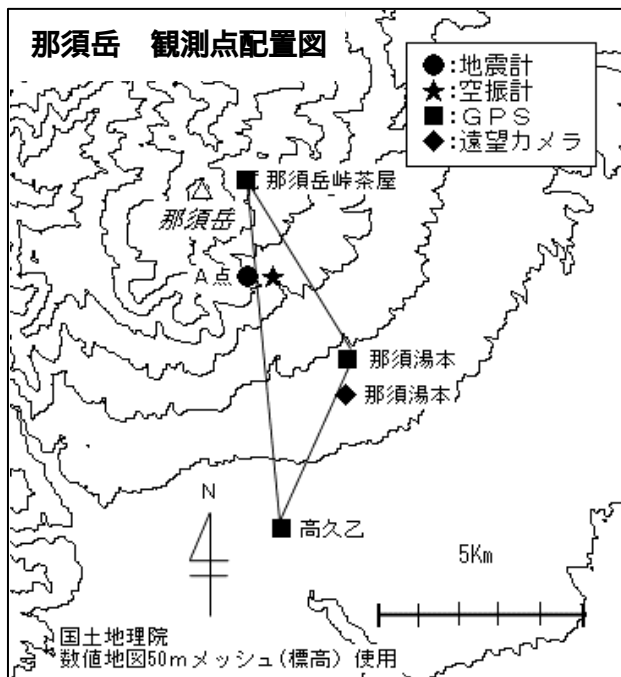 那須岳 観測点配置図
●:地震計
★:空振計
■:ＧＰＳ
◆:遠望カメラ
那須岳峠茶屋
那須岳
Ａ点
那須湯本
那須湯本
N
高久乙
5Km
国土地理院
数値地図50ｍメッシュ(標高) 使用